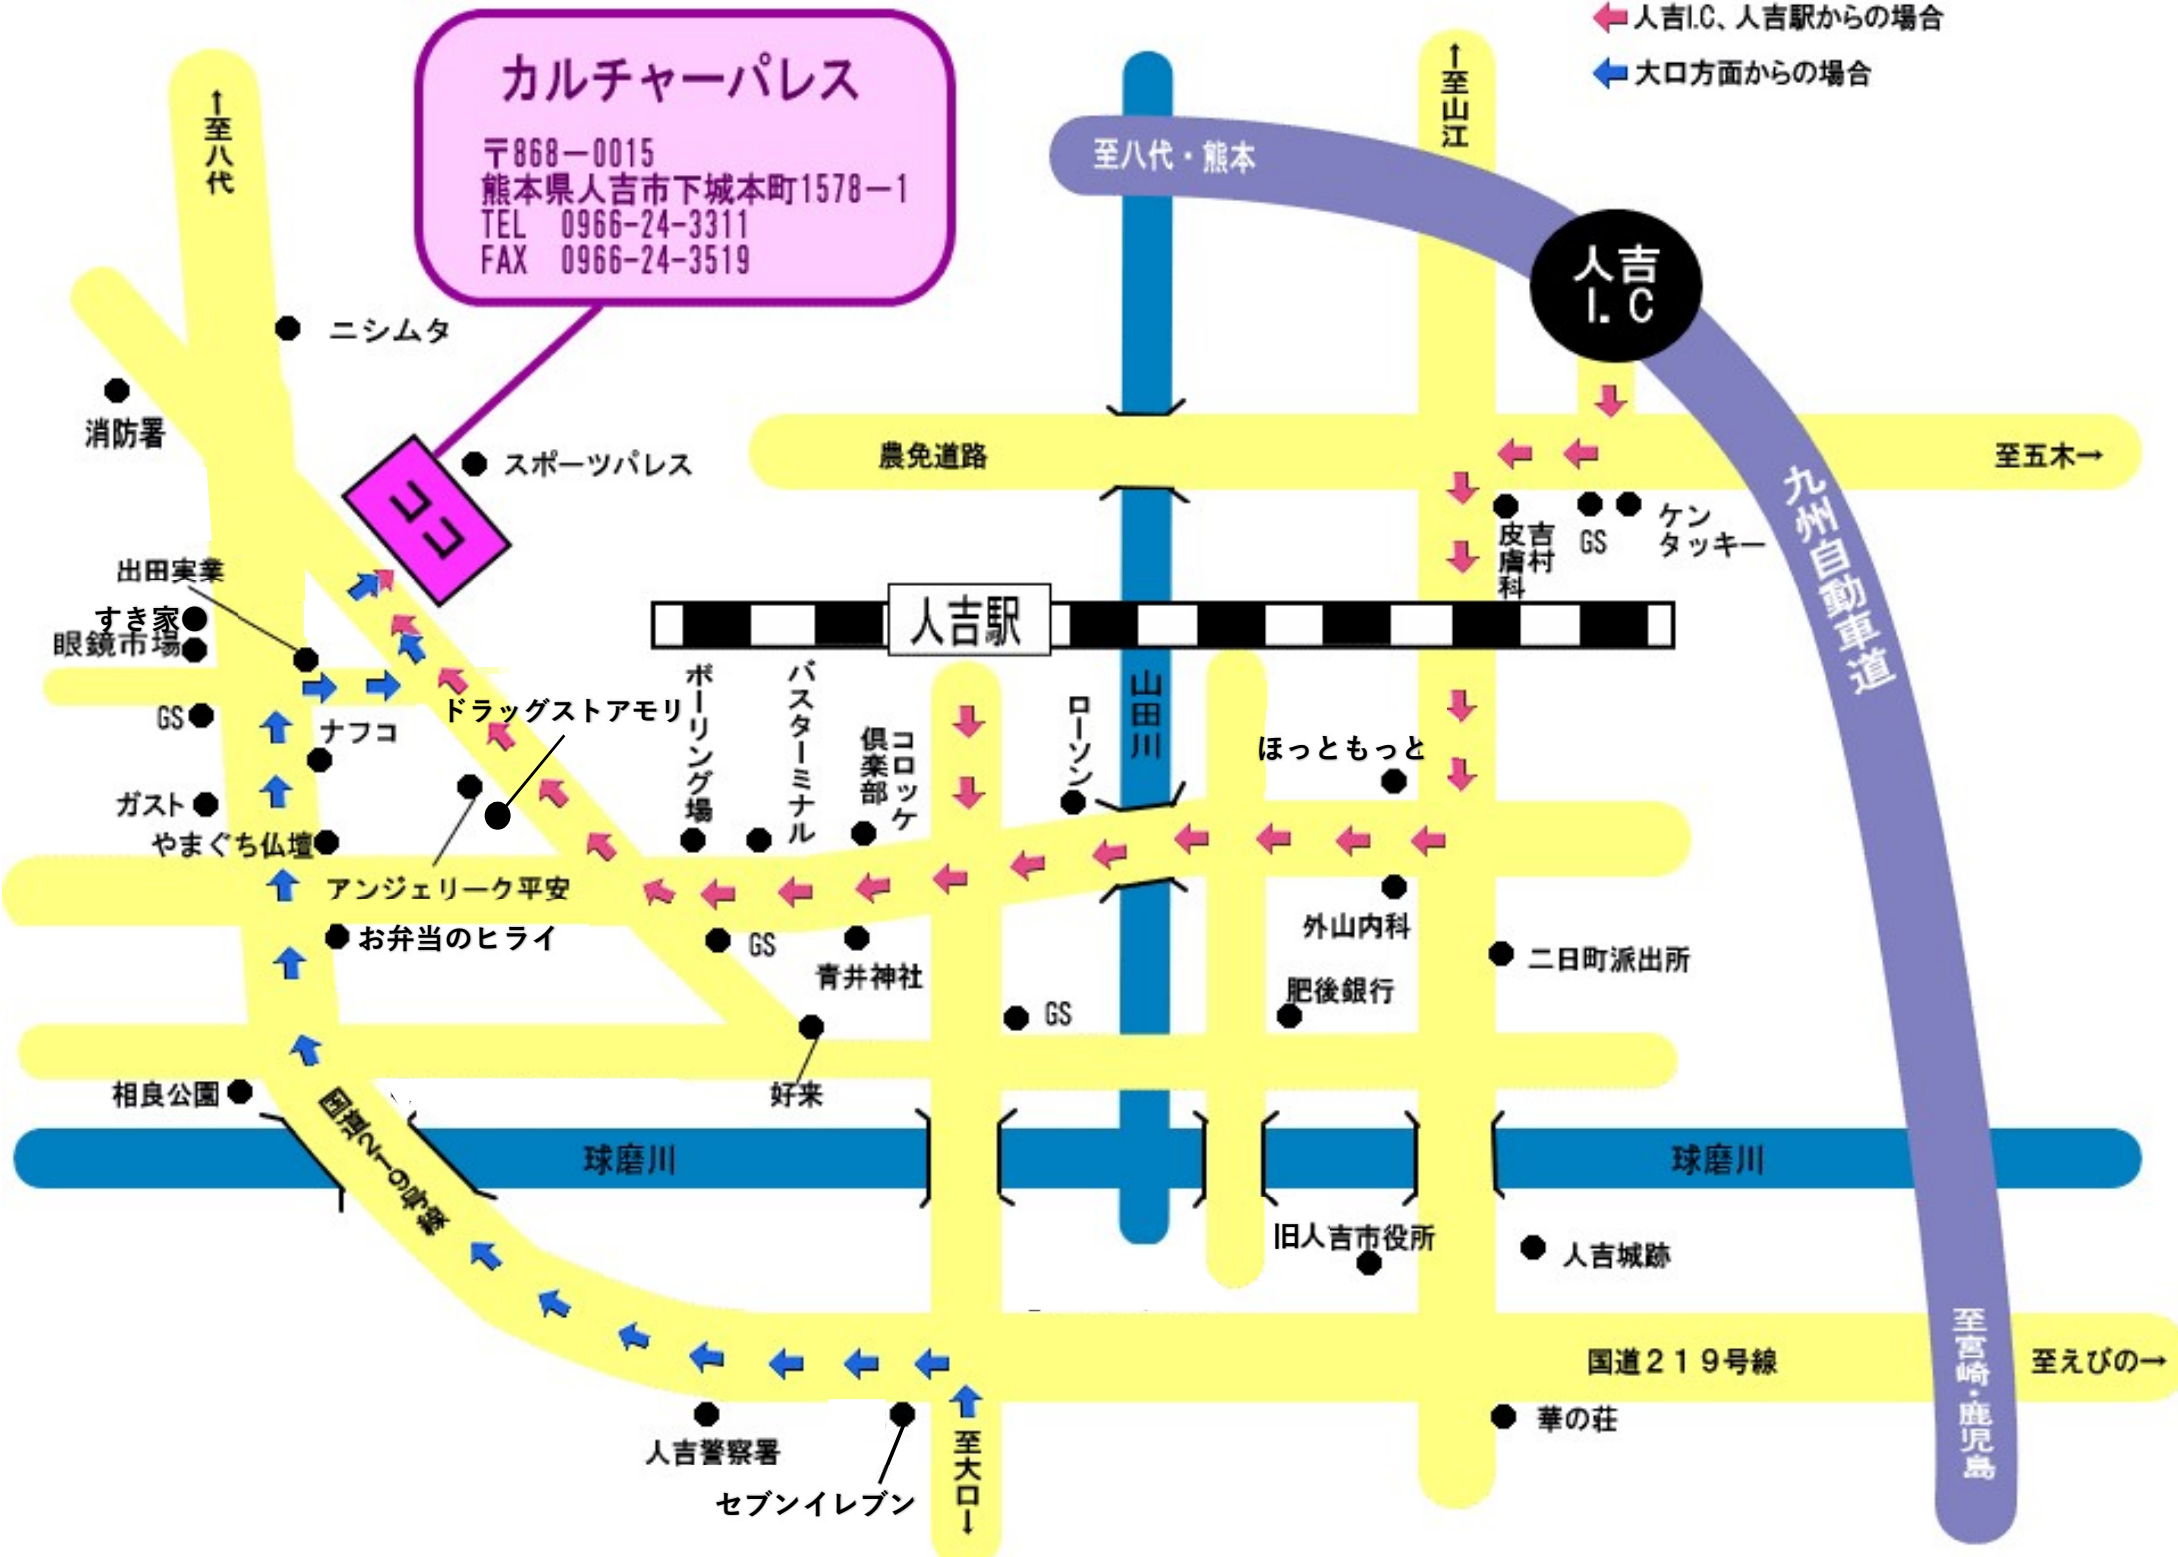 人吉I.C、人吉駅からの場合
大口方面からの場合
カルチャーパレス
〒868－0015
熊本県人吉市下城本町1578－1
TEL　0966-24-3311
FAX　0966-24-3519
↑至八代
↑至山江
至八代・熊本
人吉
I.C
ニシムタ
消防署
ココ
スポーツパレス
農免道路
至五木→
九州自動車道
皮膚科
吉村
GS
ケン
タッキー
出田実業
すき家
眼鏡市場
GS
ナフコ
ドラッグストアモリ
ガスト
やまぐち仏壇
アンジェリーク平安
お弁当のヒライ
人吉駅
ボーリング場
バスターミナル
コロッケ
倶楽部
ローソン
山田川
ほっともっと
GS
青井神社
GS
外山内科
二日町派出所
肥後銀行
相良公園
好来
国道219号線
球磨川
球磨川
旧人吉市役所
人吉城跡
国道２１９号線
至えびの→
至宮崎・鹿児島
人吉警察署
セブンイレブン
至大口↓
華の荘